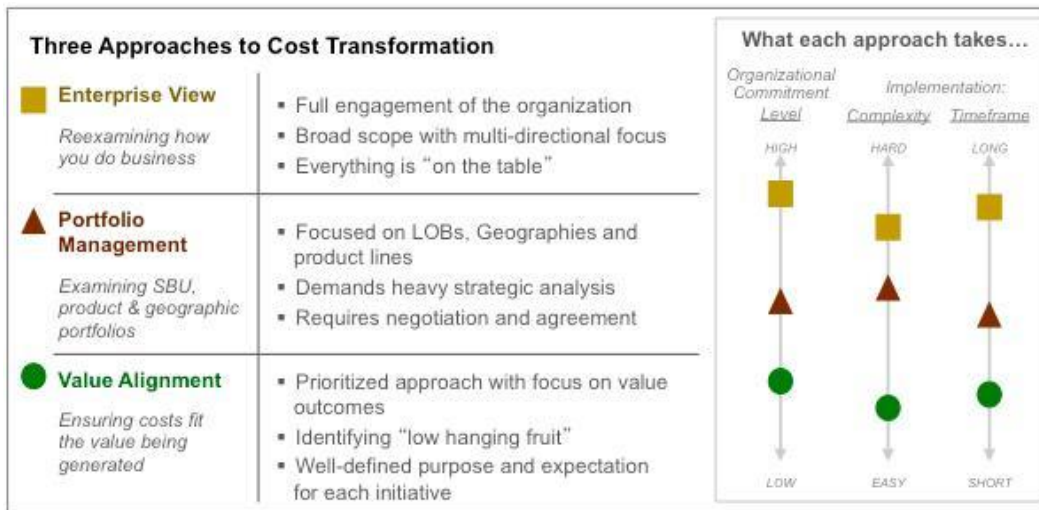 Three Approaches to Cost Transformation
Enterprise View
Reexamining how
you do business
▪ Full engagement of the organization
▪ Broad scope with multi-directional focus
▪ Everything is “on the table”
Portfolio
Management
Examining SBU,
product & geographic
portfolios
▪ Focused on LOBs, Geographies and
product lines
▪ Demands heavy strategic analysis
▪ Requires negotiation and agreement
Value Alignment
Ensuring costs fit
the value being
generated
▪ Prioritized approach with focus on value
outcomes
▪ Identifying “low hanging fruit”
▪ Well-defined purpose and expectation
for each initiative
What each approach takes…
Organizational
Commitment
Level
Implementation:
Complexity
Timeframe
HIGH
HARD
LONG
LOW
EASY
SHORT